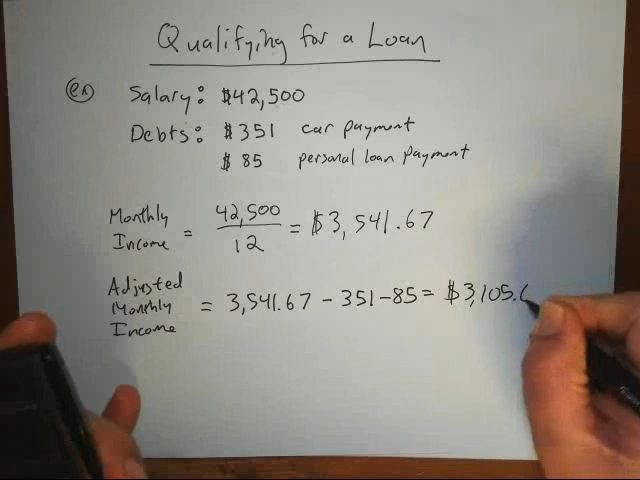 Qualifying for a Loan
ex Salary: $42,500
Debts: $351 car payment
$85 personal loan payment
Monthly Income = 42,500 / 12 = $3,541.67
Adjusted Monthly Income = 3,541.67 - 351 - 85 = $3,105.6